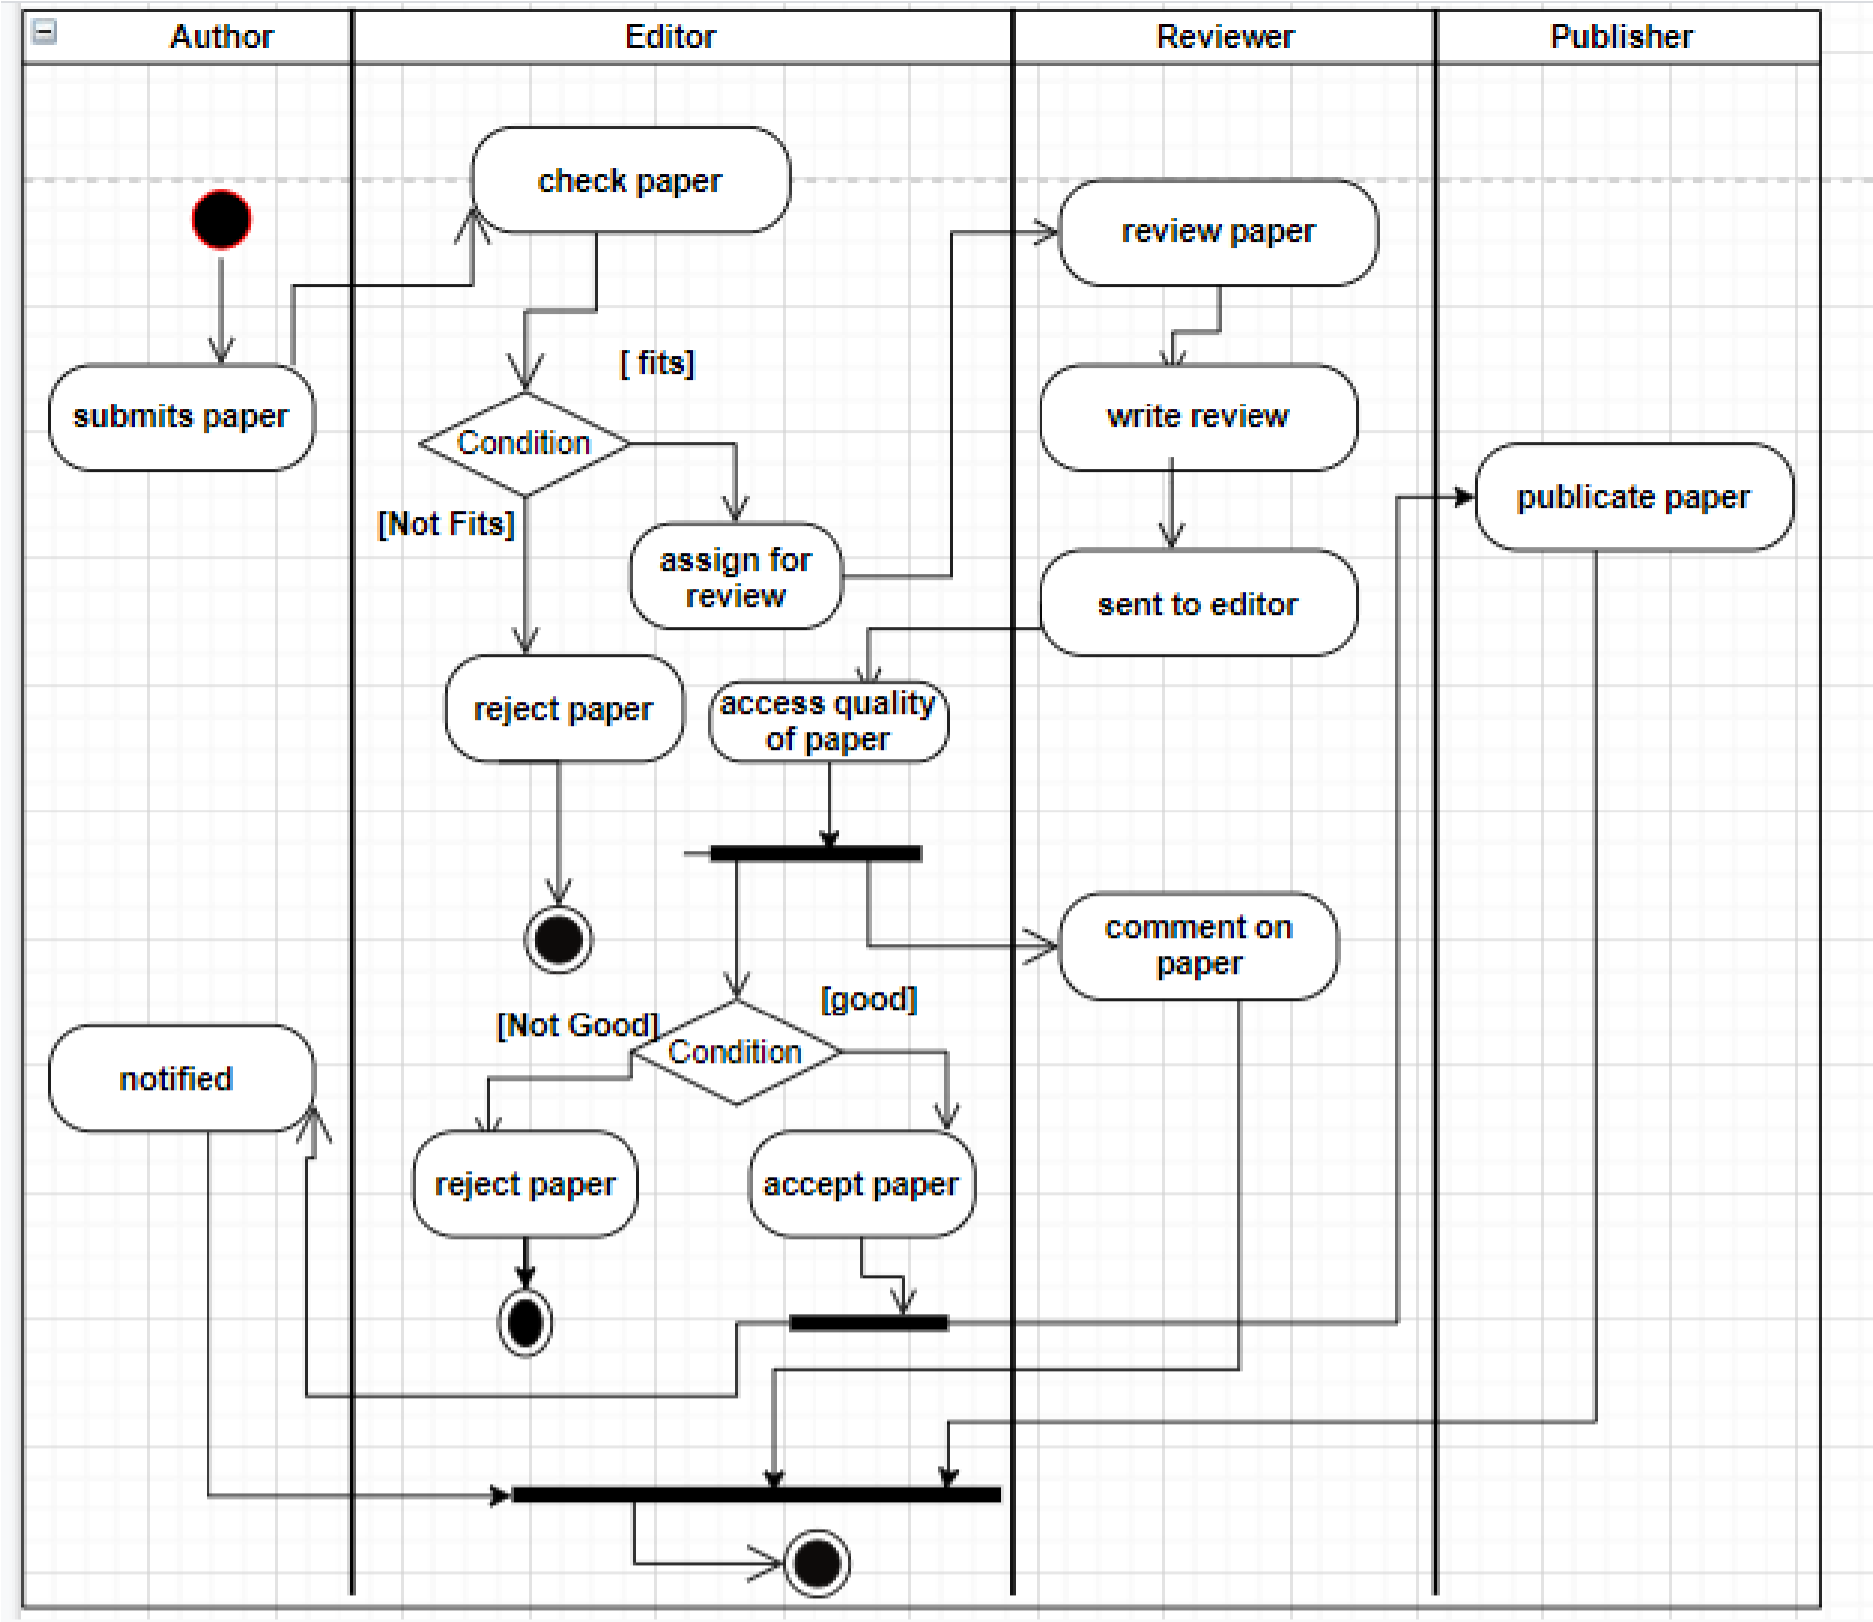 Author
Editor
Reviewer
Publisher
check paper
review paper
[ fits]
submits paper
Condition
write review
publicate paper
[Not Fits]
assign for
review
sent to editor
reject paper
access quality
of paper
comment on
paper
[good]
[Not Good]
Condition
notified
reject paper
accept paper